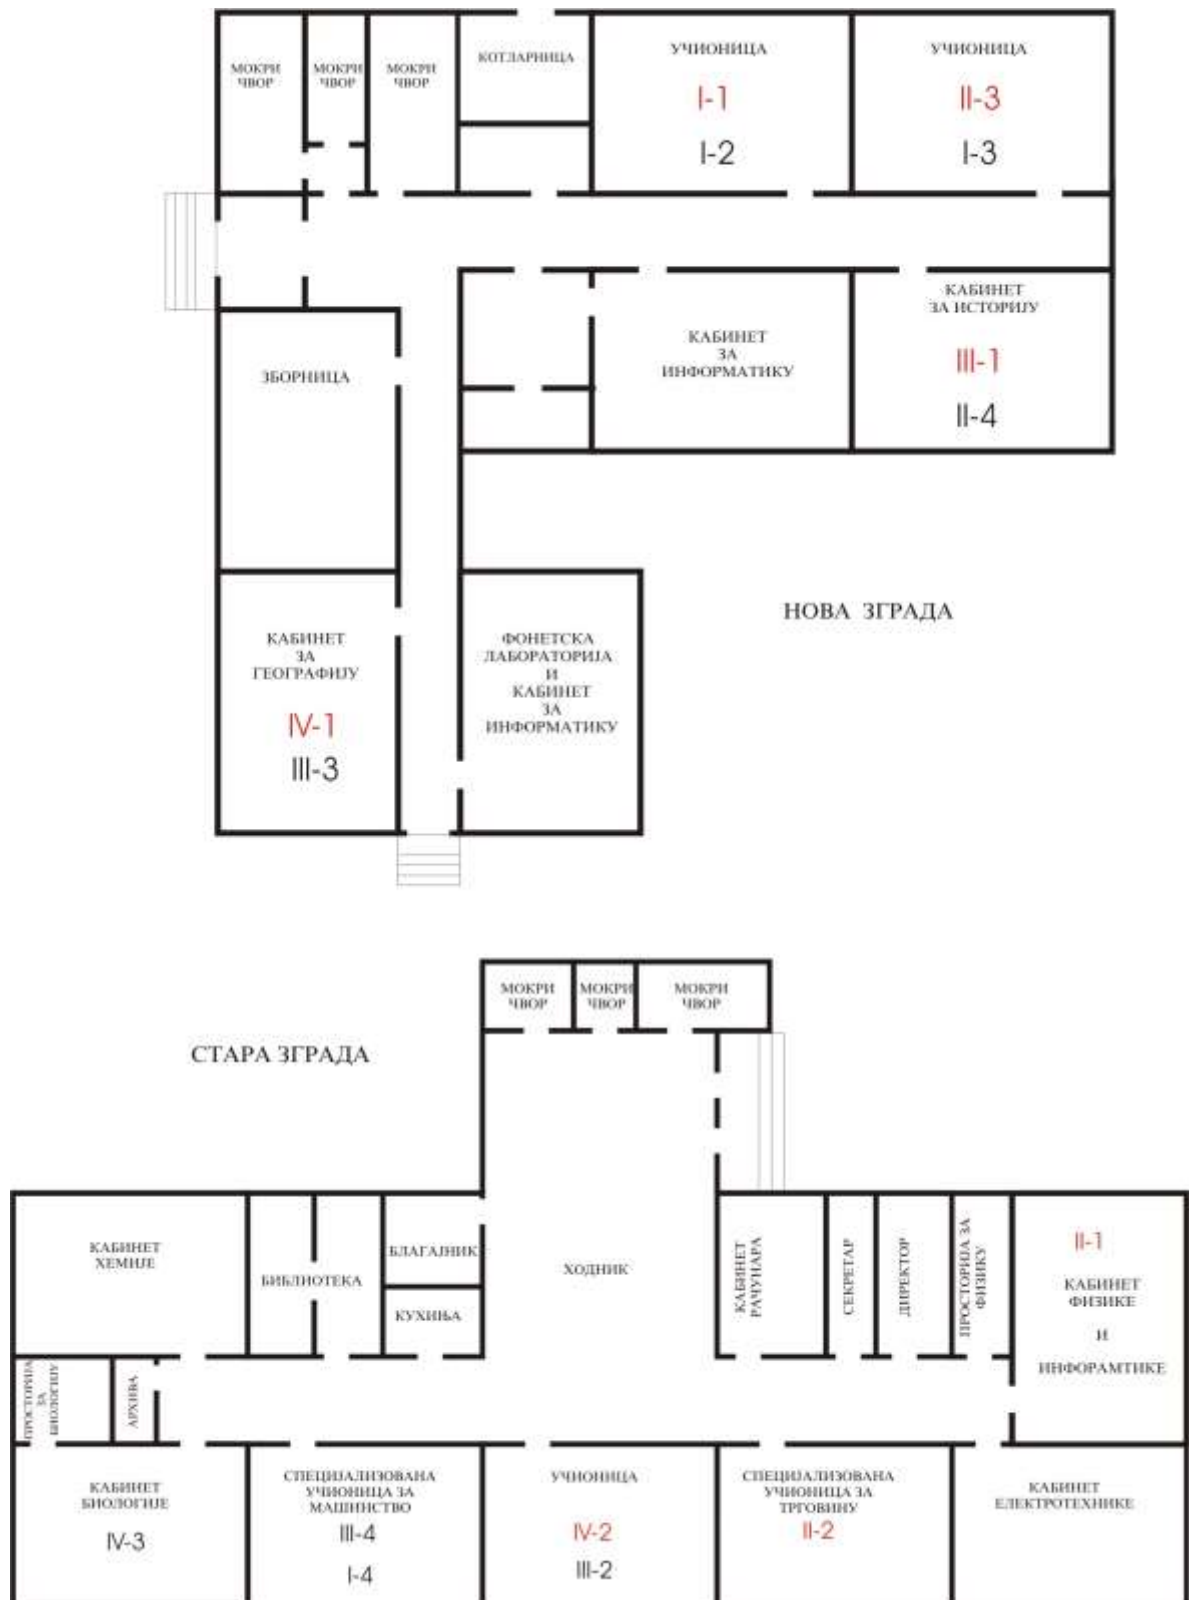 МОКРИ
ЧВОР
МОКРИ
ЧВОР
МОКРИ
ЧВОР
КОТЛАРНИЦА
УЧИОНИЦА
I-1
I-2
УЧИОНИЦА
II-3
I-3
ЗБОРНИЦА
КАБИНЕТ
ЗА
ИНФОРМАТИКУ
КАБИНЕТ
ЗА ИСТОРИЈУ
III-1
II-4
КАБИНЕТ
ЗА
ГЕОГРАФИЈУ
IV-1
III-3
ФОНЕТСКА
ЛАБОРАТОРИЈА
И
КАБИНЕТ
ЗА
ИНФОРМАТИКУ
НОВА ЗГРАДА
СТАРА ЗГРАДА
МОКРИ
ЧВОР
МОКРИ
ЧВОР
МОКРИ
ЧВОР
КАБИНЕТ
ХЕМИЈЕ
БИБЛИОТЕКА
БЛАГАЈНИК
КУХИЊА
ХОДНИК
КАБИНЕТ
РАЧУНАРА
СЕКРЕТАР
ДИРЕКТОР
ПРОСТОРИЈА ЗА
ФИЗИКУ
II-1
КАБИНЕТ
ФИЗИКЕ
И
ИНФОРАМТИКЕ
ПРОСТОРИЈА
ЗА
БИОЛОГИЈУ
АРХИВА
КАБИНЕТ
БИОЛОГИЈЕ
IV-3
СПЕЦИЈАЛИЗОВАНА
УЧИОНИЦА ЗА
МАШИНСТВО
III-4
I-4
УЧИОНИЦА
IV-2
III-2
СПЕЦИЈАЛИЗОВАНА
УЧИОНИЦА ЗА
ТРГОВИНУ
II-2
КАБИНЕТ
ЕЛЕКТРОТЕХНИКЕ